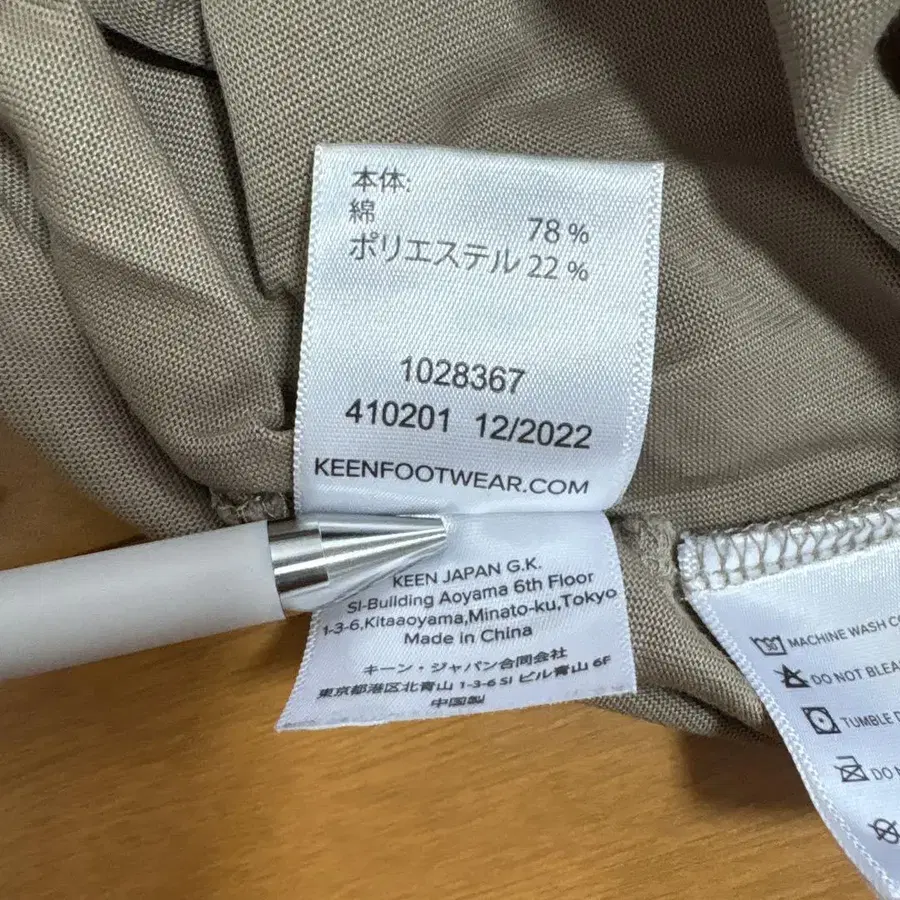 本体:
綿 78 %
ポリエステル 22 %
1028367
410201 12/2022
KEENFOOTWEAR.COM
KEEN JAPAN G.K.
SI-Building Aoyama 6th Floor
1-3-6,Kitaaoyama,Minato-ku,Tokyo
Made in China
キーン・ジャパン合同会社
東京都港区北青山 1-3-6 SI ビル青山 6F
中国製
MACHINE WASH
DO NOT
TUMBLE
DO